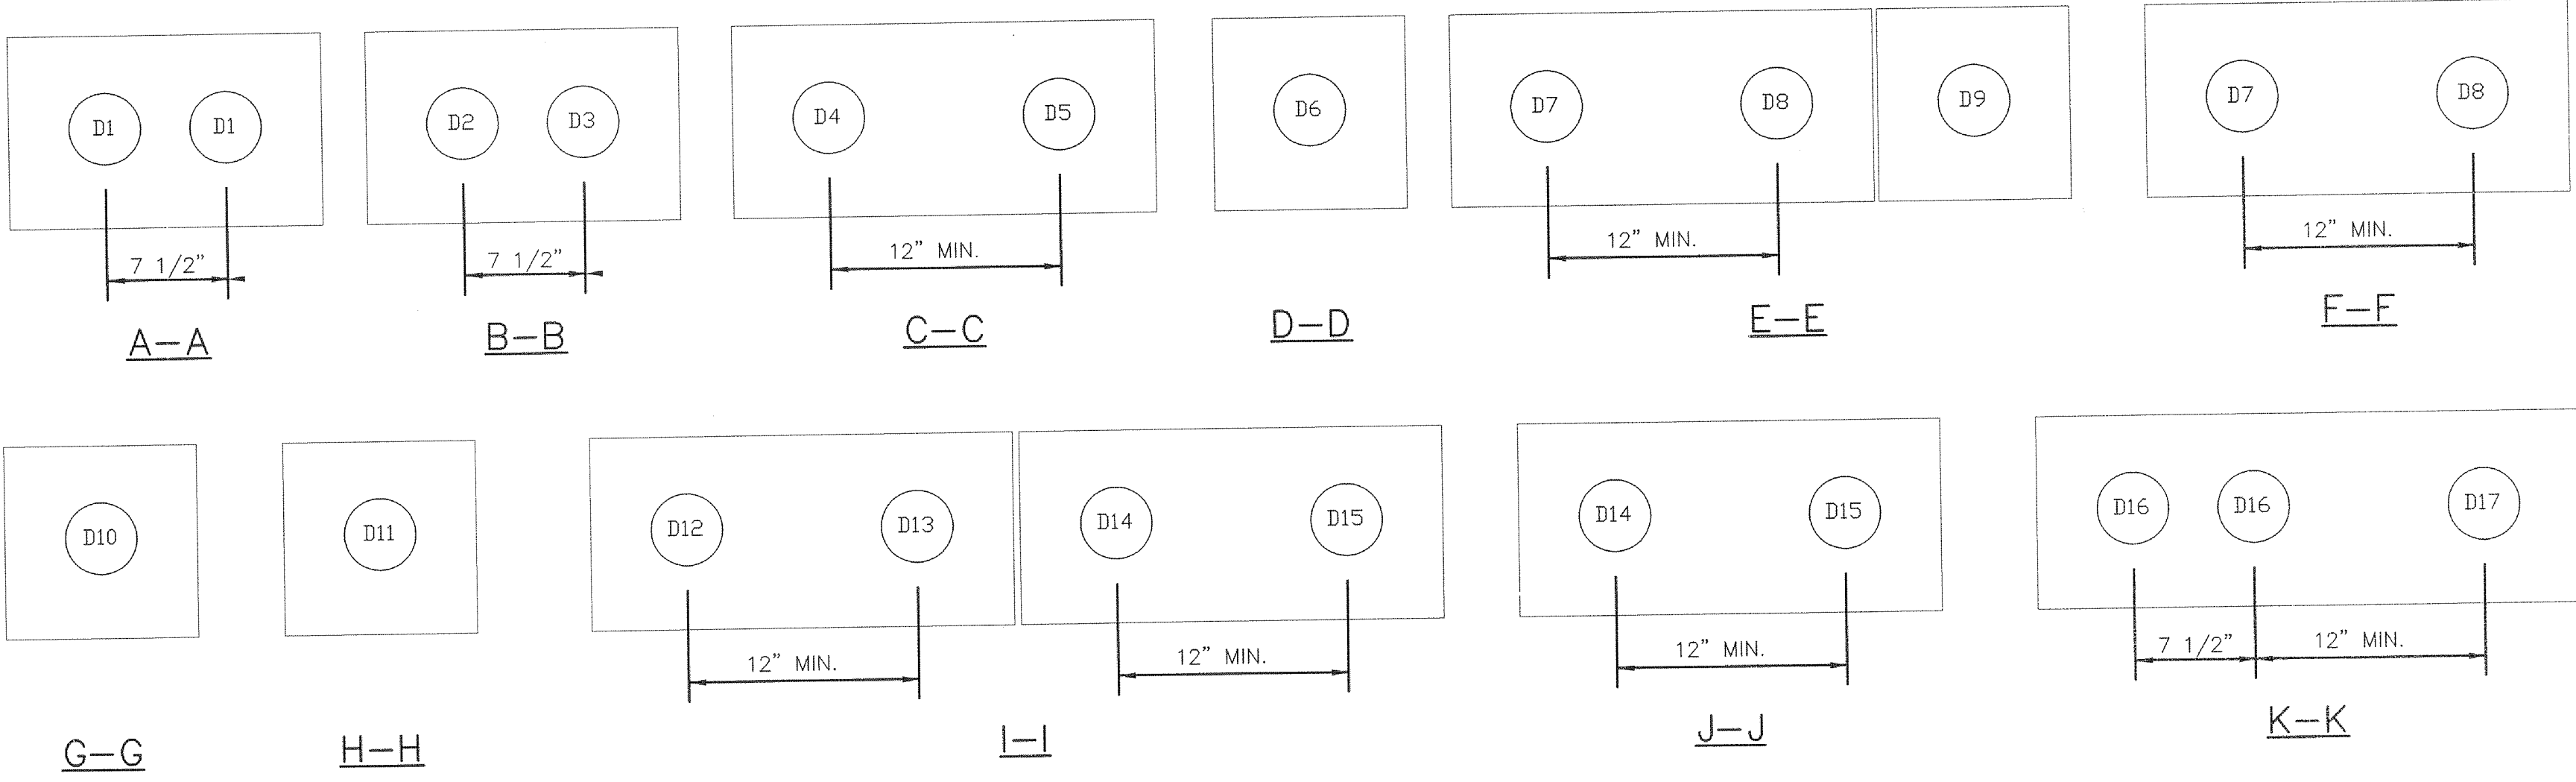 D1 D1
7 1/2"
A—A
D2 D3
7 1/2"
B—B
D4 D5
12" MIN.
C—C
D6
D—D
D7 D8 D9
12" MIN.
E—E
D7 D8
12" MIN.
F—F
D10
G—G
D11
H—H
D12 D13 D14 D15
12" MIN. 12" MIN.
I—I
D14 D15
12" MIN.
J—J
D16 D16 D17
7 1/2" 12" MIN.
K—K